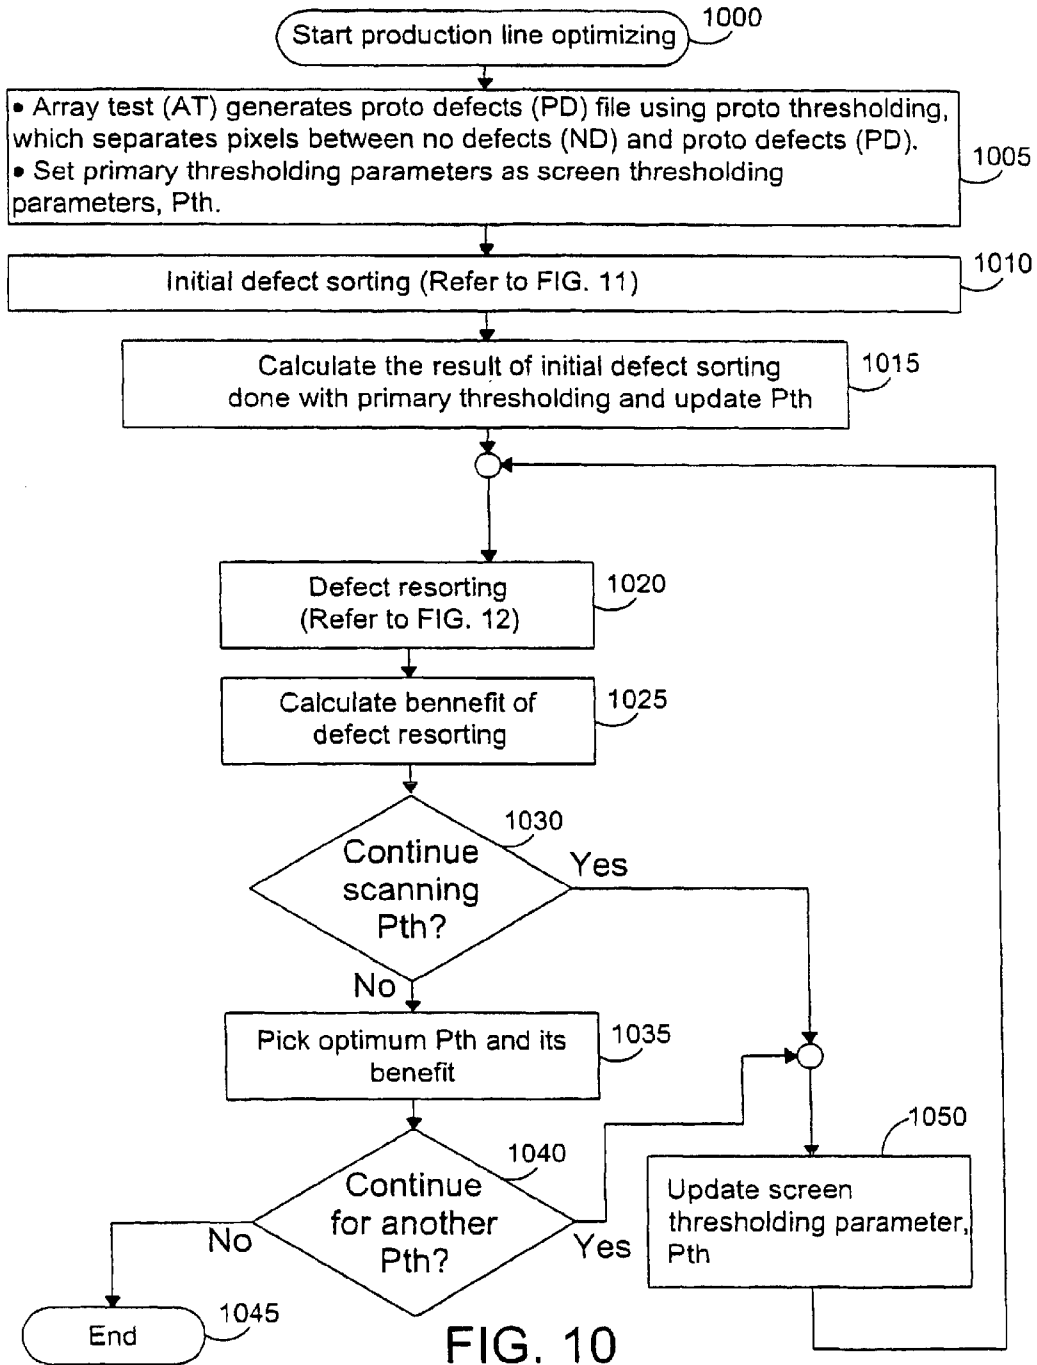 Start production line optimizing
1000
• Array test (AT) generates proto defects (PD) file using proto thresholding,
which separates pixels between no defects (ND) and proto defects (PD).
• Set primary thresholding parameters as screen thresholding
parameters, Pth.
1005
Initial defect sorting (Refer to FIG. 11)
1010
Calculate the result of initial defect sorting
done with primary thresholding and update Pth
1015
Defect resorting
(Refer to FIG. 12)
1020
Calculate bennefit of
defect resorting
1025
Continue
scanning
Pth?
1030
Yes
No
Pick optimum Pth and its
benefit
1035
Continue
for another
Pth?
1040
No
Yes
Update screen
thresholding parameter,
Pth
1050
End
1045
FIG. 10